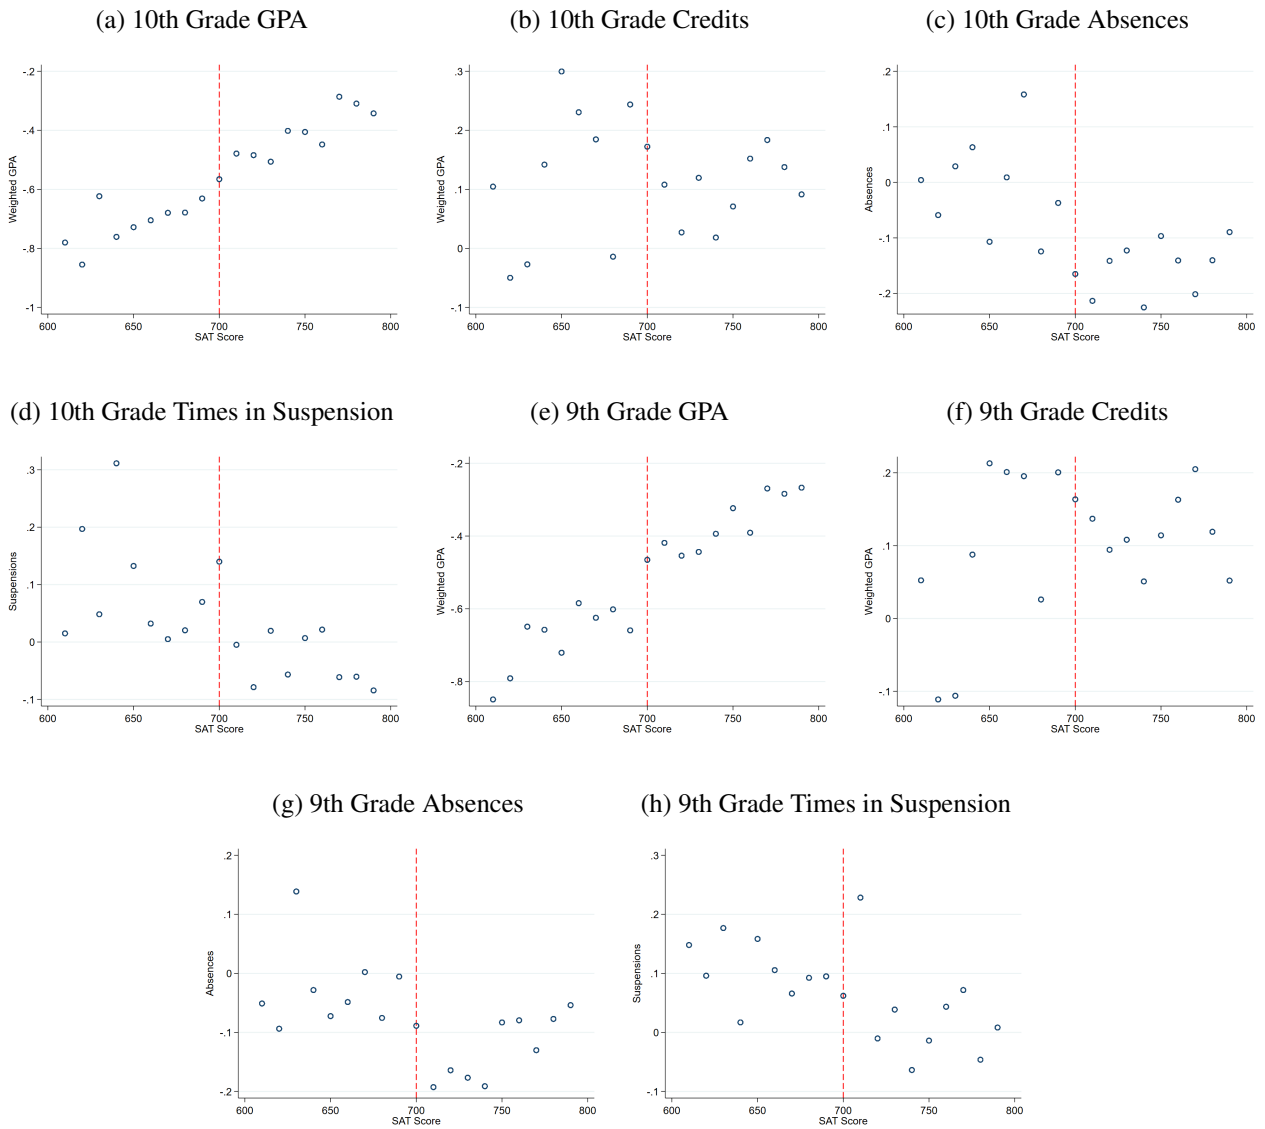 (a) 10th Grade GPA
-.2
-.4
-.6
-.8
-1
Weighted GPA
600 650 700 750 800
SAT Score
(b) 10th Grade Credits
.3
.2
.1
0
-.1
Weighted GPA
600 650 700 750 800
SAT Score
(c) 10th Grade Absences
.2
.1
0
-.1
-.2
Absences
600 650 700 750 800
SAT Score
(d) 10th Grade Times in Suspension
.3
.2
.1
0
-.1
Suspensions
600 650 700 750 800
SAT Score
(e) 9th Grade GPA
-.2
-.4
-.6
-.8
Weighted GPA
600 650 700 750 800
SAT Score
(f) 9th Grade Credits
.2
.1
0
-.1
Weighted GPA
600 650 700 750 800
SAT Score
(g) 9th Grade Absences
.2
.1
0
-.1
-.2
Absences
600 650 700 750 800
SAT Score
(h) 9th Grade Times in Suspension
.3
.2
.1
0
-.1
Suspensions
600 650 700 750 800
SAT Score